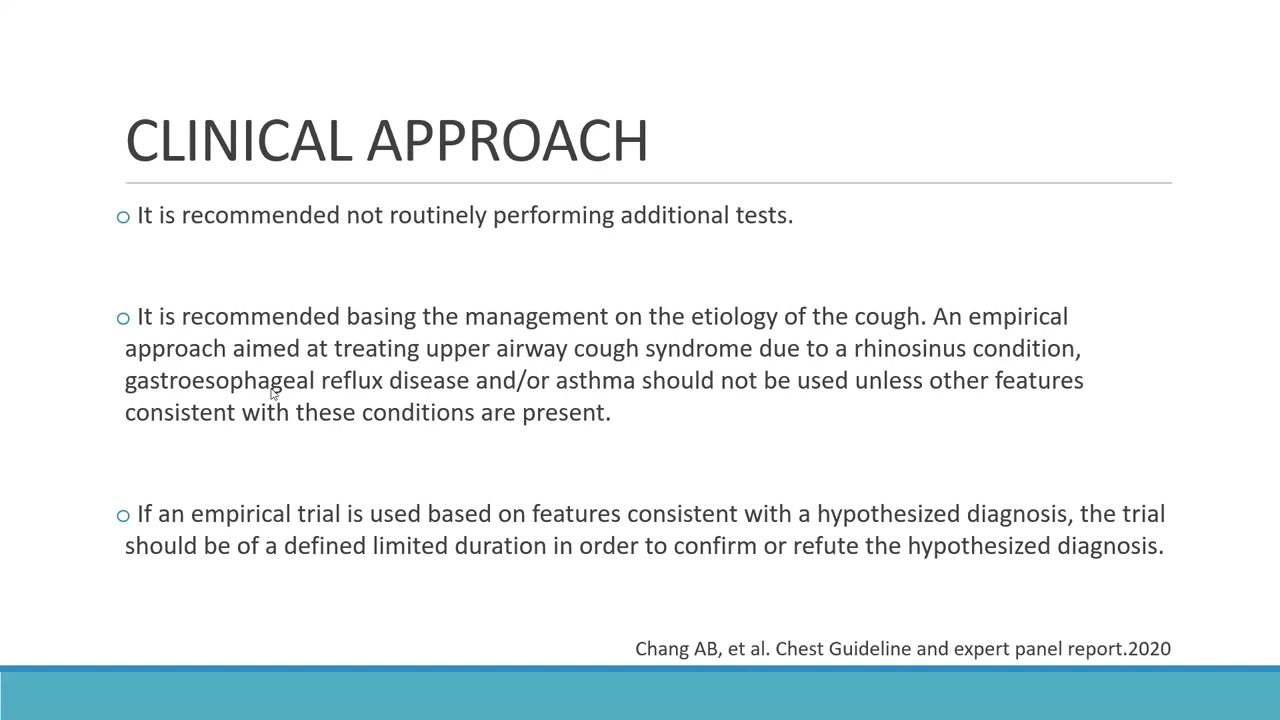 CLINICAL APPROACH
o It is recommended not routinely performing additional tests.
o It is recommended basing the management on the etiology of the cough. An empirical
approach aimed at treating upper airway cough syndrome due to a rhinosinus condition,
gastroesophageal reflux disease and/or asthma should not be used unless other features
consistent with these conditions are present.
o If an empirical trial is used based on features consistent with a hypothesized diagnosis, the trial
should be of a defined limited duration in order to confirm or refute the hypothesized diagnosis.
Chang AB, et al. Chest Guideline and expert panel report.2020